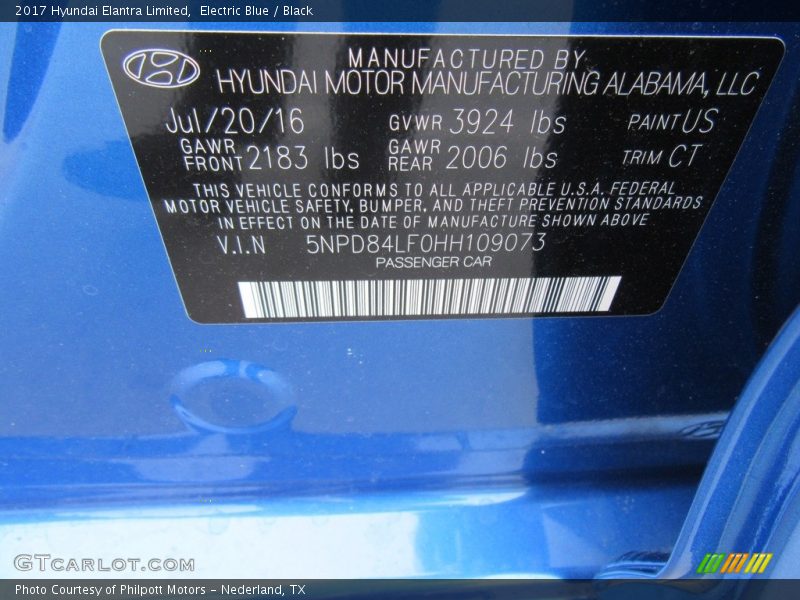 2017 Hyundai Elantra Limited, Electric Blue / Black
MANUFACTURED BY
HYUNDAI MOTOR MANUFACTURING ALABAMA, LLC
Jul/20/16 GVWR 3924 lbs PAINT US
GAWR FRONT 2183 lbs GAWR REAR 2006 lbs TRIM CT
THIS VEHICLE CONFORMS TO ALL APPLICABLE U.S.A. FEDERAL
MOTOR VEHICLE SAFETY, BUMPER, AND THEFT PREVENTION STANDARDS
IN EFFECT ON THE DATE OF MANUFACTURE SHOWN ABOVE
V.I.N 5NPD84LF0HH109073
PASSENGER CAR
GTCARLOT.COM
Photo Courtesy of Philpott Motors - Nederland, TX